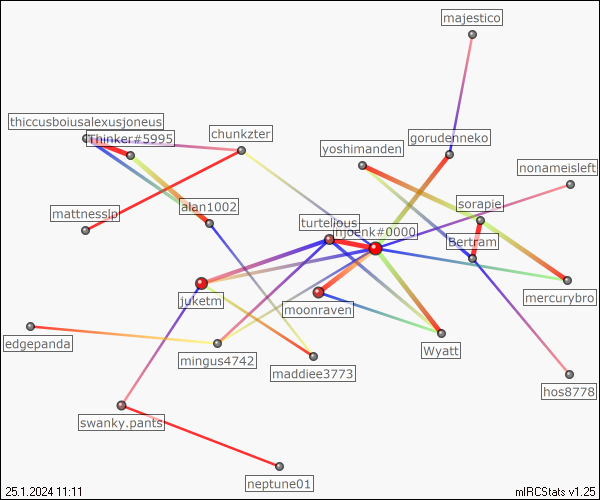 majestico
thiccusboiusalexusjoneus
Thinker#5995
chunkzter
gorudenneko
yoshimanden
nonameisleft
mattnesslp
alan1002
sorapie
turtelious
njoenk#0000
Bertram
juketm
moonraven
mercurybro
edgepanda
mingus4742
maddiee3773
Wyatt
hos8778
swanky.pants
neptune01
25.1.2024 11:11
mIRCStats v1.25